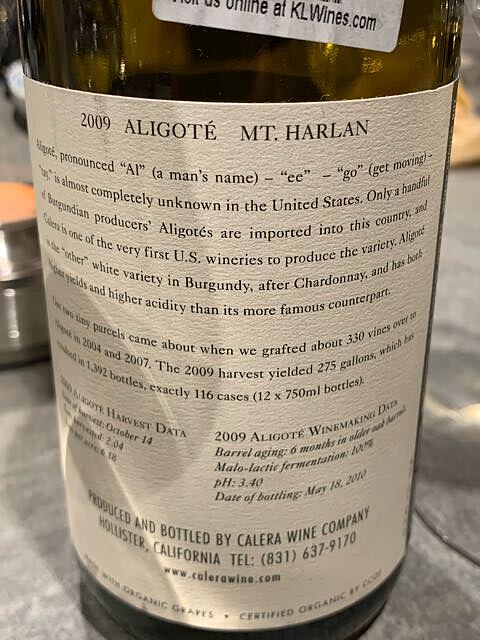 Visit us online at KLWines.com
2009 ALIGOTÉ MT. HARLAN
Aligoté, pronounced “Al” (a man’s name) – “ee” – “go” (get moving) –
“tay,” is almost completely unknown in the United States. Only a handful
of Burgundian producers’ Aligotés are imported into this country, and
Calera is one of the very first U.S. wineries to produce the variety. Aligoté
is the “other” white variety in Burgundy, after Chardonnay, and has both
higher yields and higher acidity than its more famous counterpart.
Our two tiny parcels came about when we grafted about 330 vines over to
Aligoté in 2004 and 2007. The 2009 harvest yielded 275 gallons, which has
resulted in 1,392 bottles, exactly 116 cases (12 x 750ml bottles).
2009 ALIGOTÉ HARVEST DATA
Date of harvest: October 14
harvested: 2.04
per acre: 6.18
2009 ALIGOTÉ WINEMAKING DATA
Barrel aging: 6 months in older oak barrels
Malo-lactic fermentation: 100%
pH: 3.40
Date of bottling: May 18, 2010
PRODUCED AND BOTTLED BY CALERA WINE COMPANY
HOLLISTER, CALIFORNIA TEL: (831) 637-9170
www.calerawine.com
MADE WITH ORGANIC GRAPES • CERTIFIED ORGANIC BY CCOF